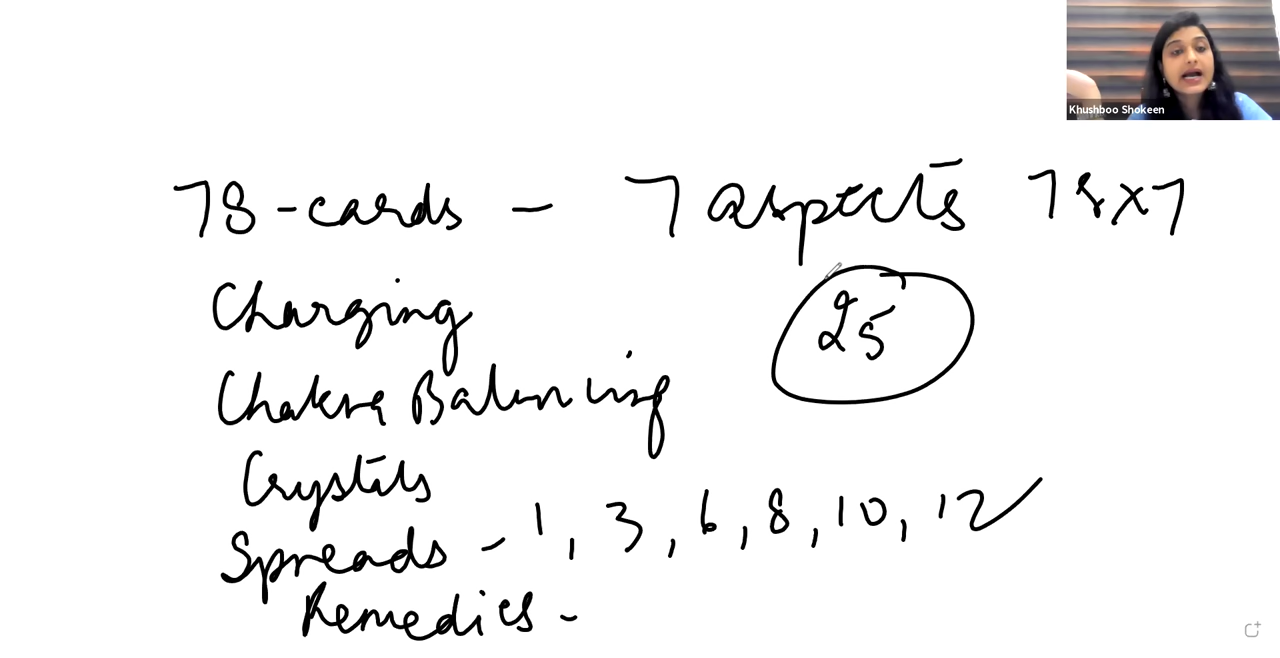 Khushboo Shokeen
78-cards - 7 aspects 78x7
Charging
25
Chakra Balancing
Crystals
Spreads - 1, 3, 6, 8, 10, 12
Remedies -